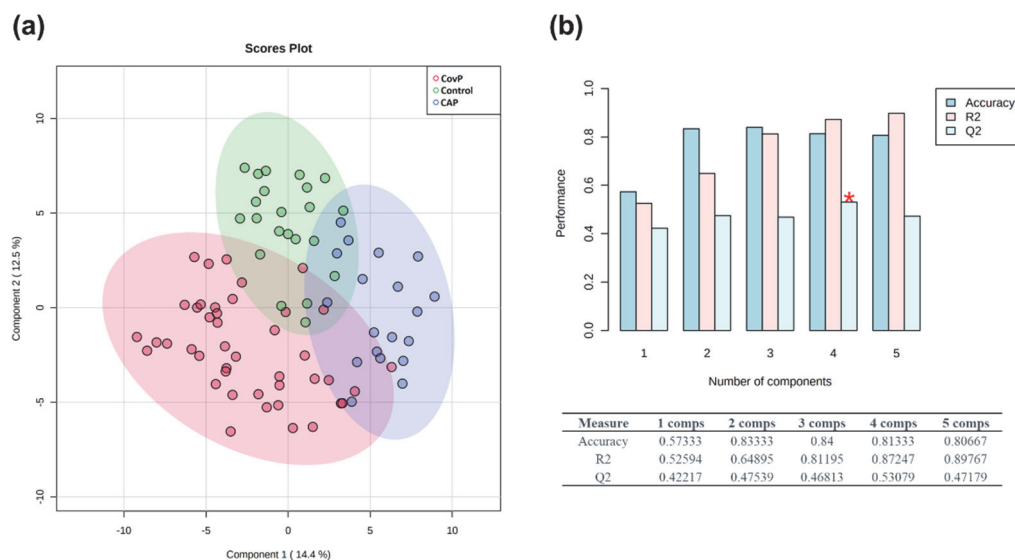 (a)
Scores Plot
CovP
Control
CAP
Component 2 ( 12.5 %)
10
5
0
-5
-10
-10 -5 0 5 10
Component 1 ( 14.4 %)
(b)
Accuracy
R2
Q2
Performance
1.0
0.8
0.6
0.4
0.2
0.0
*
1 2 3 4 5
Number of components
Measure 1 comps 2 comps 3 comps 4 comps 5 comps
Accuracy 0.57333 0.83333 0.84 0.81333 0.80667
R2 0.52594 0.64895 0.81195 0.87247 0.89767
Q2 0.42217 0.47539 0.46813 0.53079 0.47179